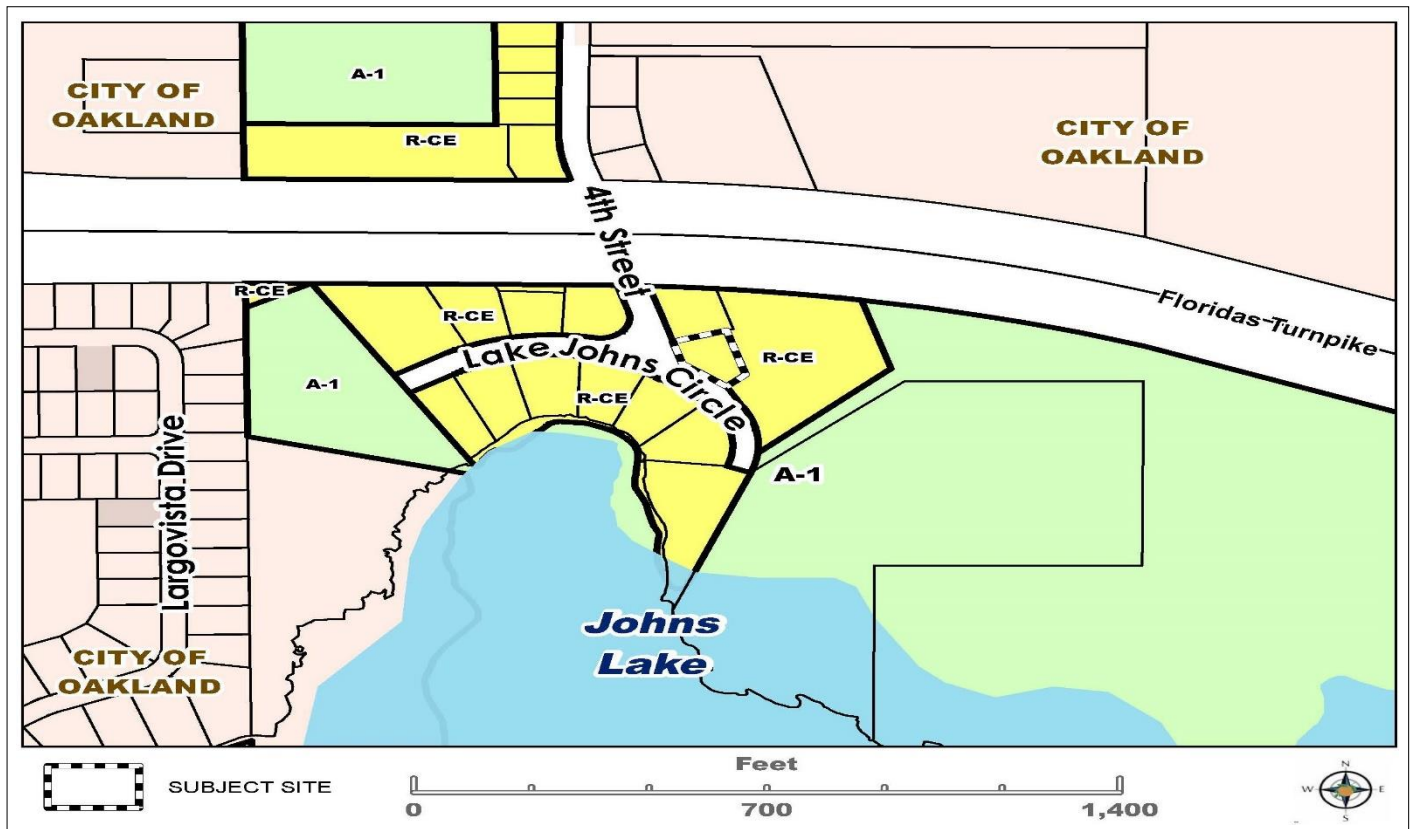 A-1
CITY OF
OAKLAND
R-CE
CITY OF
OAKLAND
4th Street
R-CE
R-CE
Floridas Turnpike
Lake Johns Circle
R-CE
A-1
R-CE
A-1
Largovista Drive
Johns
Lake
CITY OF
OAKLAND
SUBJECT SITE
Feet
0
700
1,400
N
W
E
S